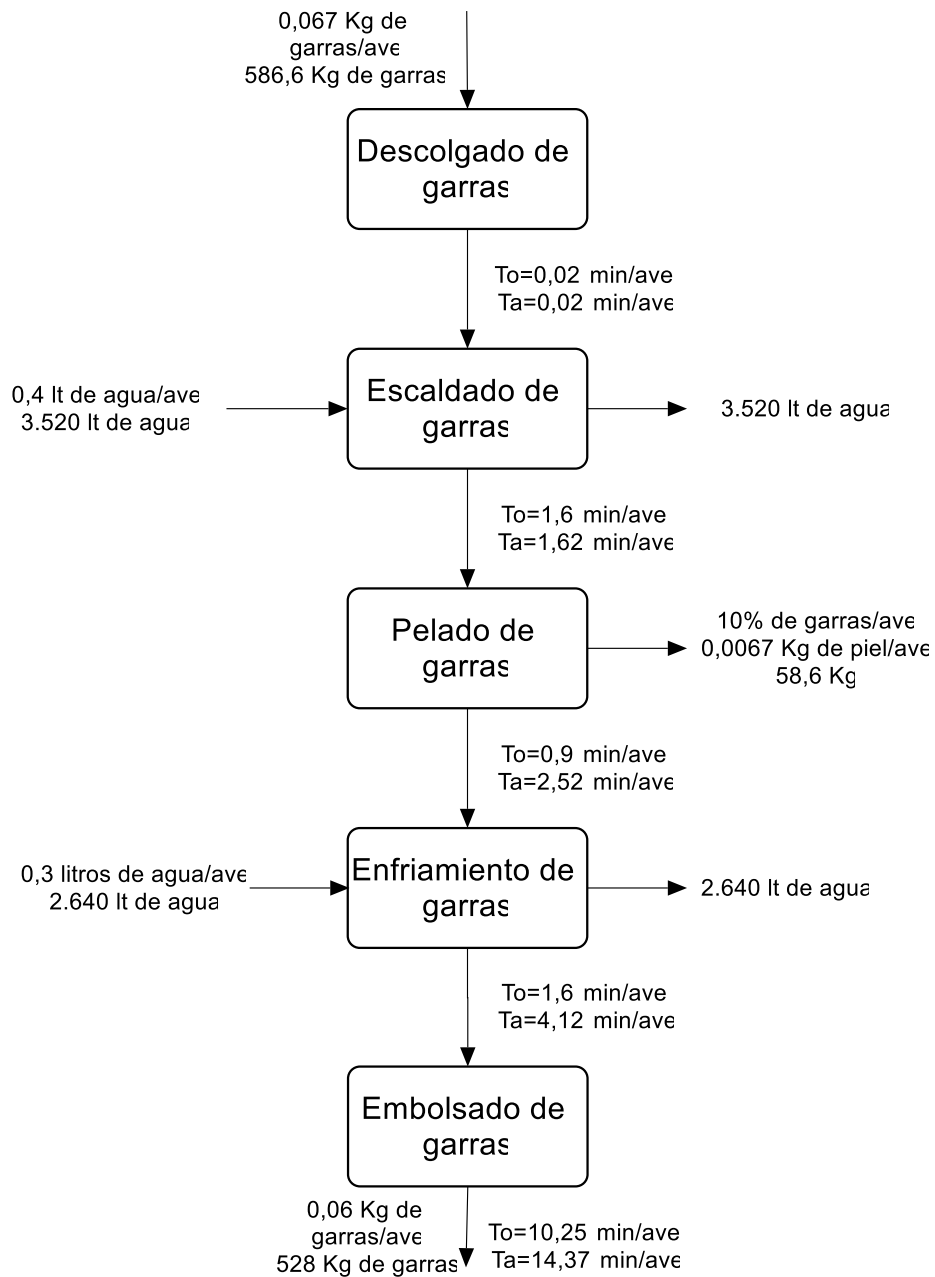 0,067 Kg de
garras/ave
586,6 Kg de garras
Descolgado de
garras
To=0,02 min/ave
Ta=0,02 min/ave
0,4 lt de agua/ave
3.520 lt de agua
Escaldado de
garras
3.520 lt de agua
To=1,6 min/ave
Ta=1,62 min/ave
Pelado de
garras
10% de garras/ave
0,0067 Kg de piel/ave
58,6 Kg
To=0,9 min/ave
Ta=2,52 min/ave
0,3 litros de agua/ave
2.640 lt de agua
Enfriamiento de
garras
2.640 lt de agua
To=1,6 min/ave
Ta=4,12 min/ave
Embolsado de
garras
0,06 Kg de
garras/ave
528 Kg de garras
To=10,25 min/ave
Ta=14,37 min/ave